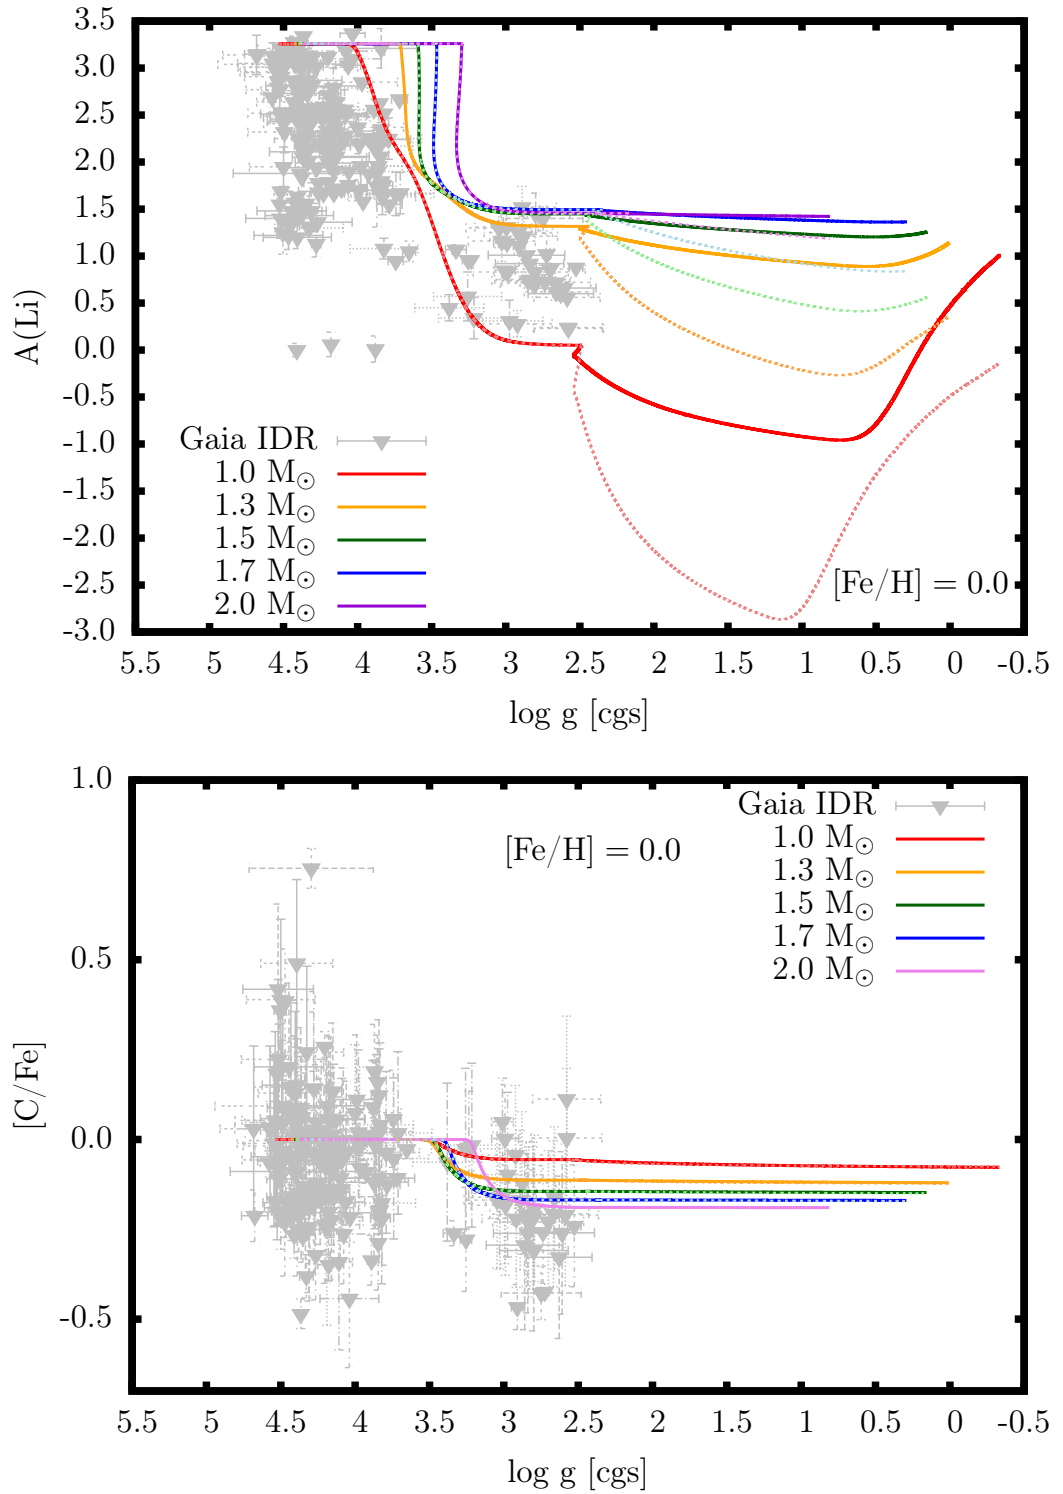 3.5
3.0
2.5
2.0
1.5
1.0
0.5
0.0
-0.5
-1.0
-1.5
-2.0
-2.5
-3.0
A(Li)
Gaia IDR
1.0 M⊙
1.3 M⊙
1.5 M⊙
1.7 M⊙
2.0 M⊙
[Fe/H] = 0.0
5.5 5 4.5 4 3.5 3 2.5 2 1.5 1 0.5 0 -0.5
log g [cgs]
1.0
0.5
0.0
-0.5
[C/Fe]
[Fe/H] = 0.0
Gaia IDR
1.0 M⊙
1.3 M⊙
1.5 M⊙
1.7 M⊙
2.0 M⊙
5.5 5 4.5 4 3.5 3 2.5 2 1.5 1 0.5 0 -0.5
log g [cgs]